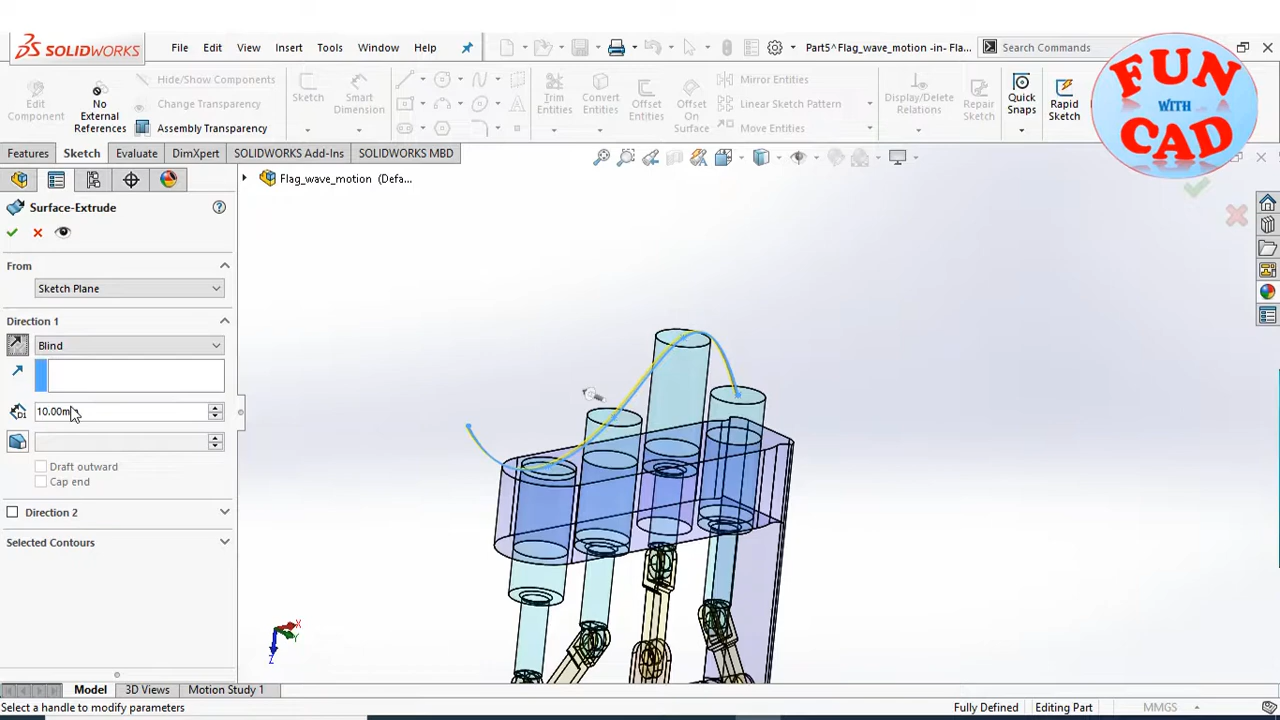 SOLIDWORKS
File Edit View Insert Tools Window Help
Part5^Flag_wave_motion -in- Fla...
Search Commands
FUN
WITH
CAD
Edit
Component
No
External
References
Hide/Show Components
Change Transparency
Assembly Transparency
Sketch
Smart
Dimension
Trim
Entities
Convert
Entities
Offset
Entities
Offset
On
Surface
Mirror Entities
Linear Sketch Pattern
Move Entities
Display/Delete
Relations
Repair
Sketch
Quick
Snaps
Rapid
Sketch
Features Sketch Evaluate DimXpert SOLIDWORKS Add-Ins SOLIDWORKS MBD
Flag_wave_motion (Defa...
Surface-Extrude
From
Sketch Plane
Direction 1
Blind
D1
Draft outward
Cap end
Direction 2
Selected Contours
X
Y
Z
Model 3D Views Motion Study 1
Select a handle to modify parameters
Fully Defined Editing Part MMGS